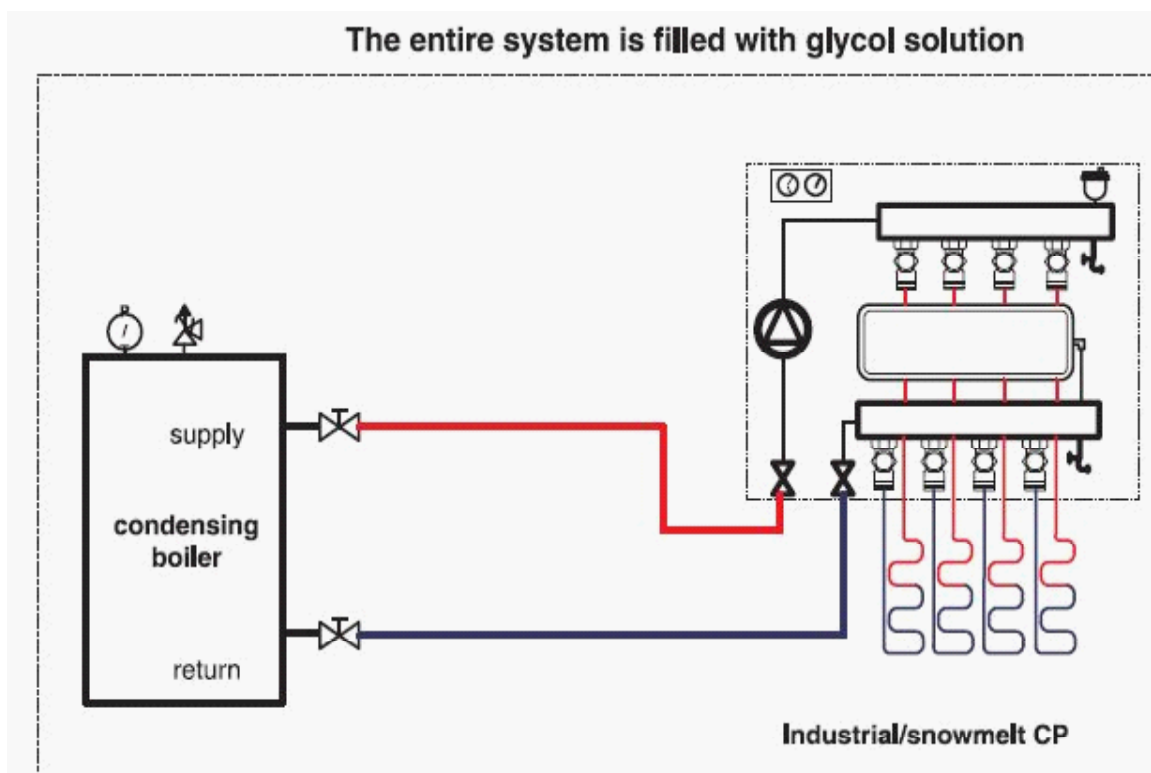 The entire system is filled with glycol solution
supply
condensing
boiler
return
Industrial/snowmelt CP